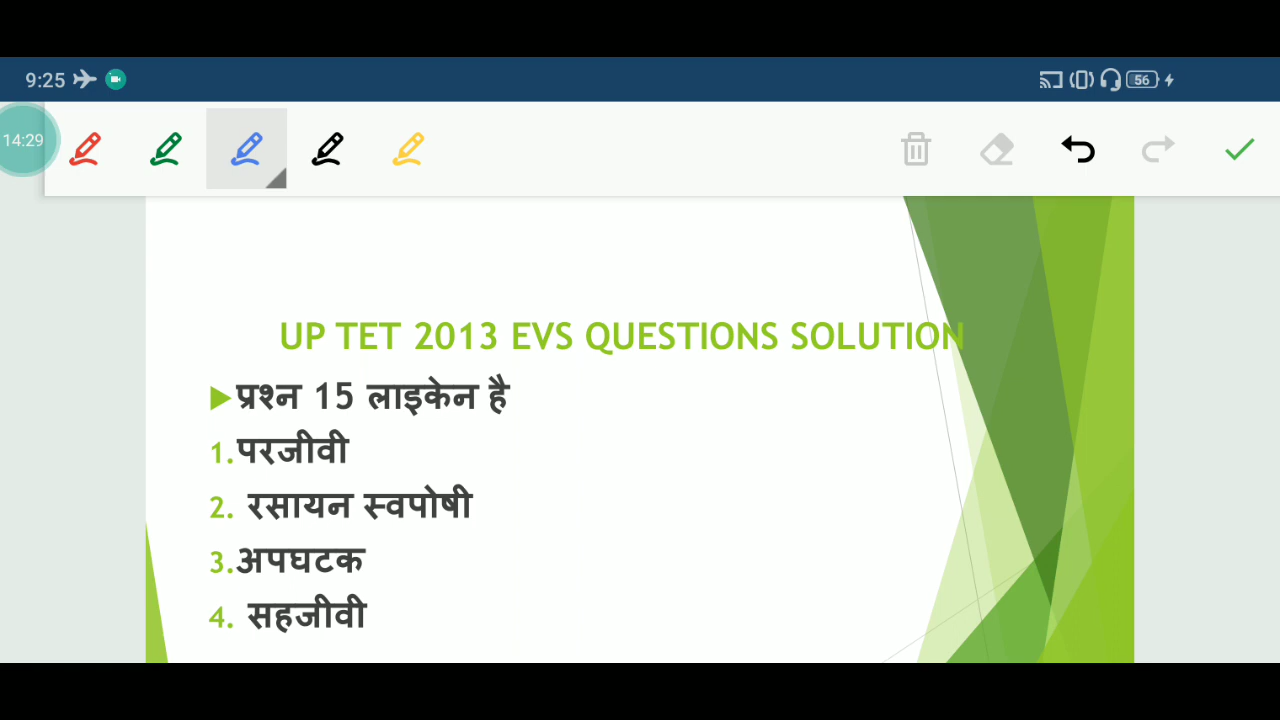 9:25
56
14:29
UP TET 2013 EVS QUESTIONS SOLUTION
प्रश्न 15 लाइकेन है
1.परजीवी
2. रसायन स्वपोषी
3.अपघटक
4. सहजीवी